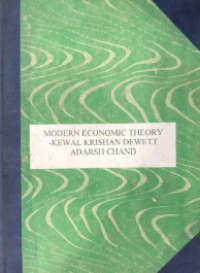 MODERN ECONOMIC THEORY
-KEWAL KRISHAN DEWETT
ADARSH CHAND